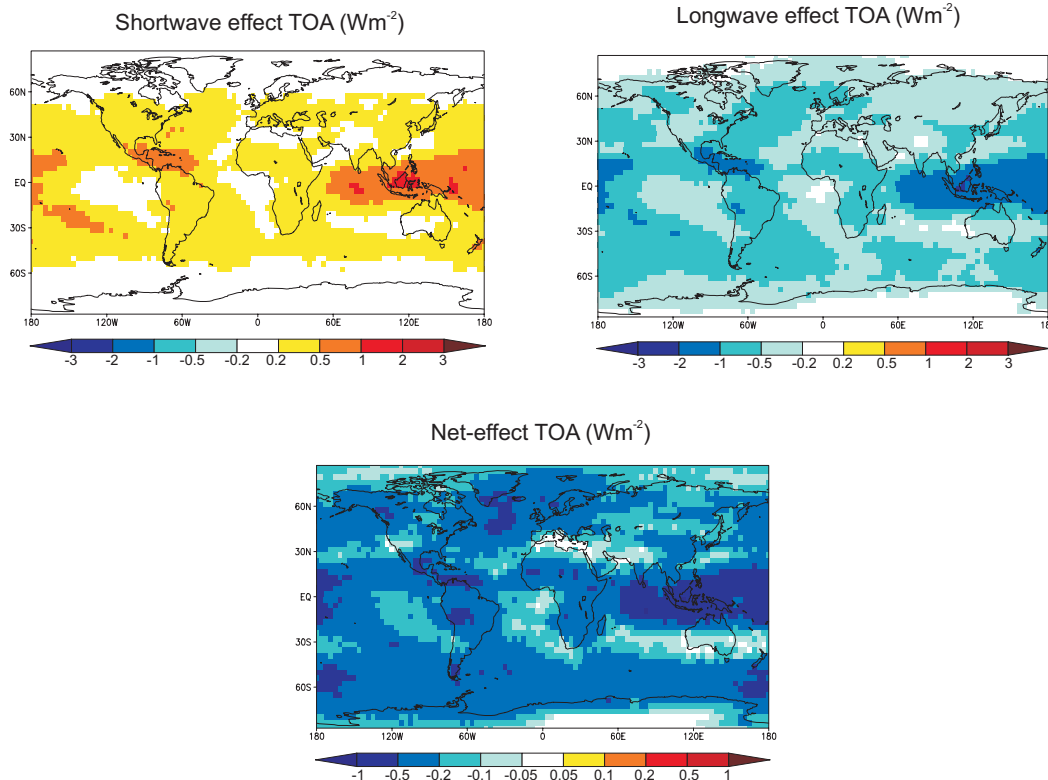 Shortwave effect TOA (Wm⁻²)
60N
30N
EQ
30S
60S
180 120W 60W 0 60E 120E 180
-3 -2 -1 -0.5 -0.2 0.2 0.5 1 2 3
Longwave effect TOA (Wm⁻²)
60N
30N
EQ
30S
60S
180 120W 60W 0 60E 120E 180
-3 -2 -1 -0.5 -0.2 0.2 0.5 1 2 3
Net-effect TOA (Wm⁻²)
60N
30N
EQ
30S
60S
180 120W 60W 0 60E 120E 180
-1 -0.5 -0.2 -0.1 -0.05 0.05 0.1 0.2 0.5 1